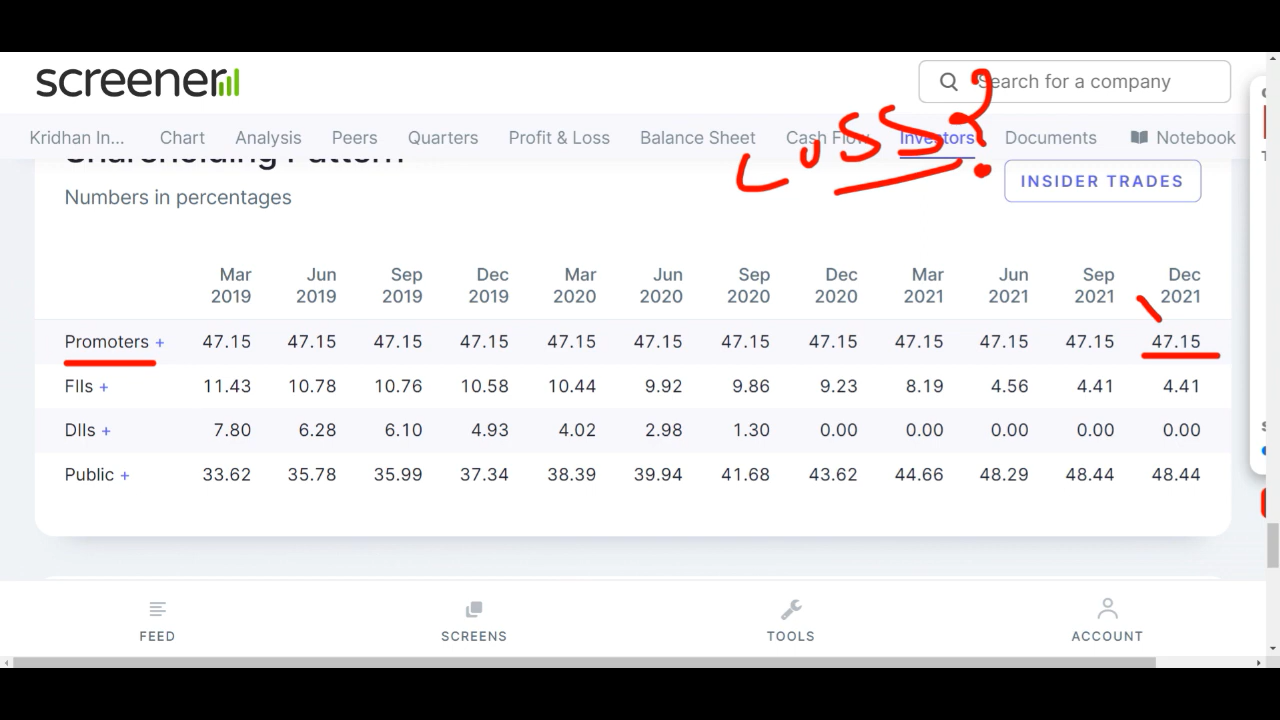 screener
Search for a company
Kridhan In... Chart Analysis Peers Quarters Profit & Loss Balance Sheet Cash Flow Investors Documents Notebook
LOSS?
Shareholding Pattern
Numbers in percentages
INSIDER TRADES
Mar 2019 Jun 2019 Sep 2019 Dec 2019 Mar 2020 Jun 2020 Sep 2020 Dec 2020 Mar 2021 Jun 2021 Sep 2021 Dec 2021
Promoters + 47.15 47.15 47.15 47.15 47.15 47.15 47.15 47.15 47.15 47.15 47.15 47.15
FIIs + 11.43 10.78 10.76 10.58 10.44 9.92 9.86 9.23 8.19 4.56 4.41 4.41
DIIs + 7.80 6.28 6.10 4.93 4.02 2.98 1.30 0.00 0.00 0.00 0.00 0.00
Public + 33.62 35.78 35.99 37.34 38.39 39.94 41.68 43.62 44.66 48.29 48.44 48.44
FEED SCREENS TOOLS ACCOUNT